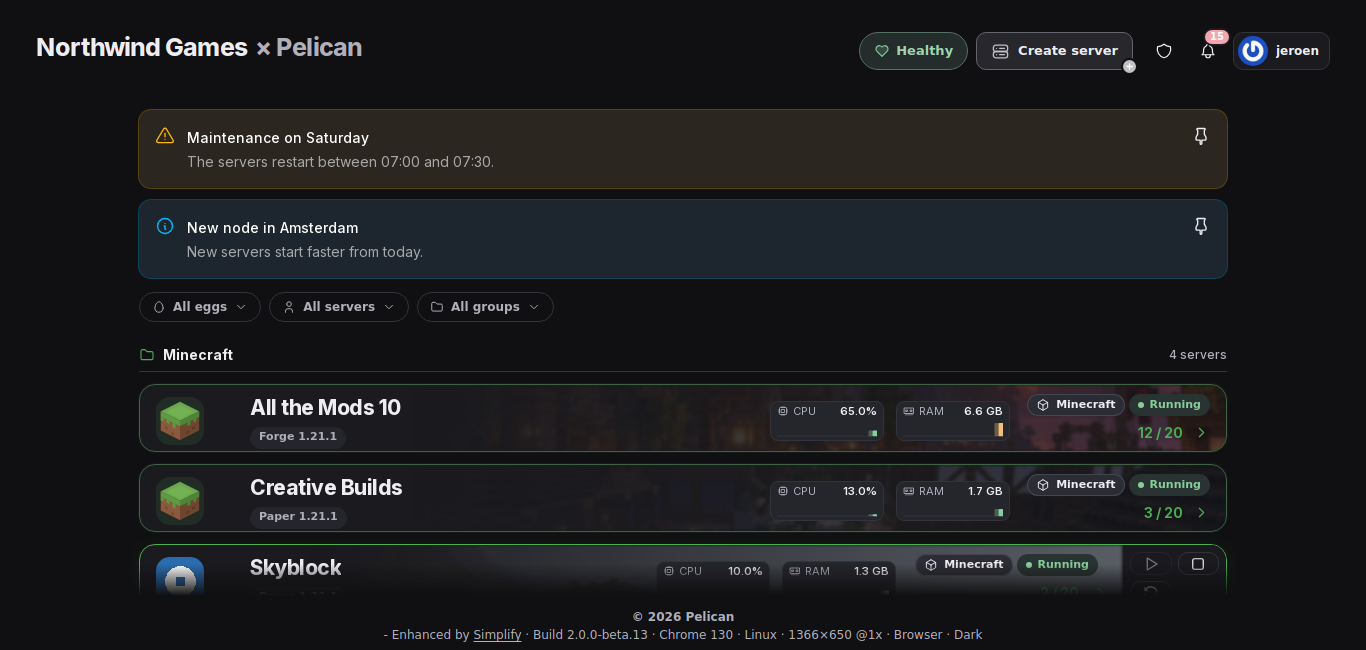 Northwind Games × Pelican
Healthy
Create server
15
jeroen
Maintenance on Saturday
The servers restart between 07:00 and 07:30.
New node in Amsterdam
New servers start faster from today.
All eggs
All servers
All groups
Minecraft
4 servers
All the Mods 10
Forge 1.21.1
CPU 65.0%
RAM 6.6 GB
Minecraft
Running
12 / 20
Creative Builds
Paper 1.21.1
CPU 13.0%
RAM 1.7 GB
Minecraft
Running
3 / 20
Skyblock
CPU 10.0%
RAM 1.3 GB
Minecraft
Running
© 2026 Pelican
- Enhanced by Simplify · Build 2.0.0-beta.13 · Chrome 130 · Linux · 1366×650 @1x · Browser · Dark